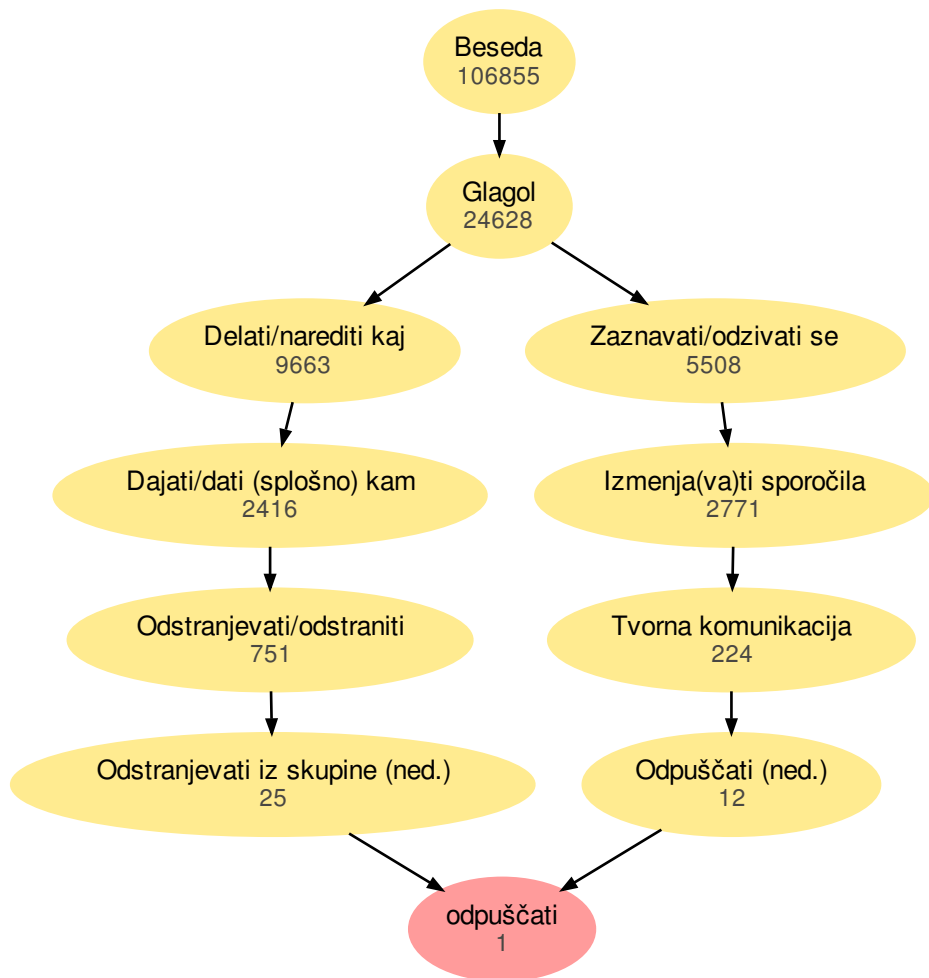 Beseda
106855
Glagol
24628
Delati/narediti kaj
9663
Zaznavati/odzivati se
5508
Dajati/dati (splošno) kam
2416
Izmenja(va)ti sporočila
2771
Odstranjevati/odstraniti
751
Tvorna komunikacija
224
Odstranjevati iz skupine (ned.)
25
Odpuščati (ned.)
12
odpuščati
1